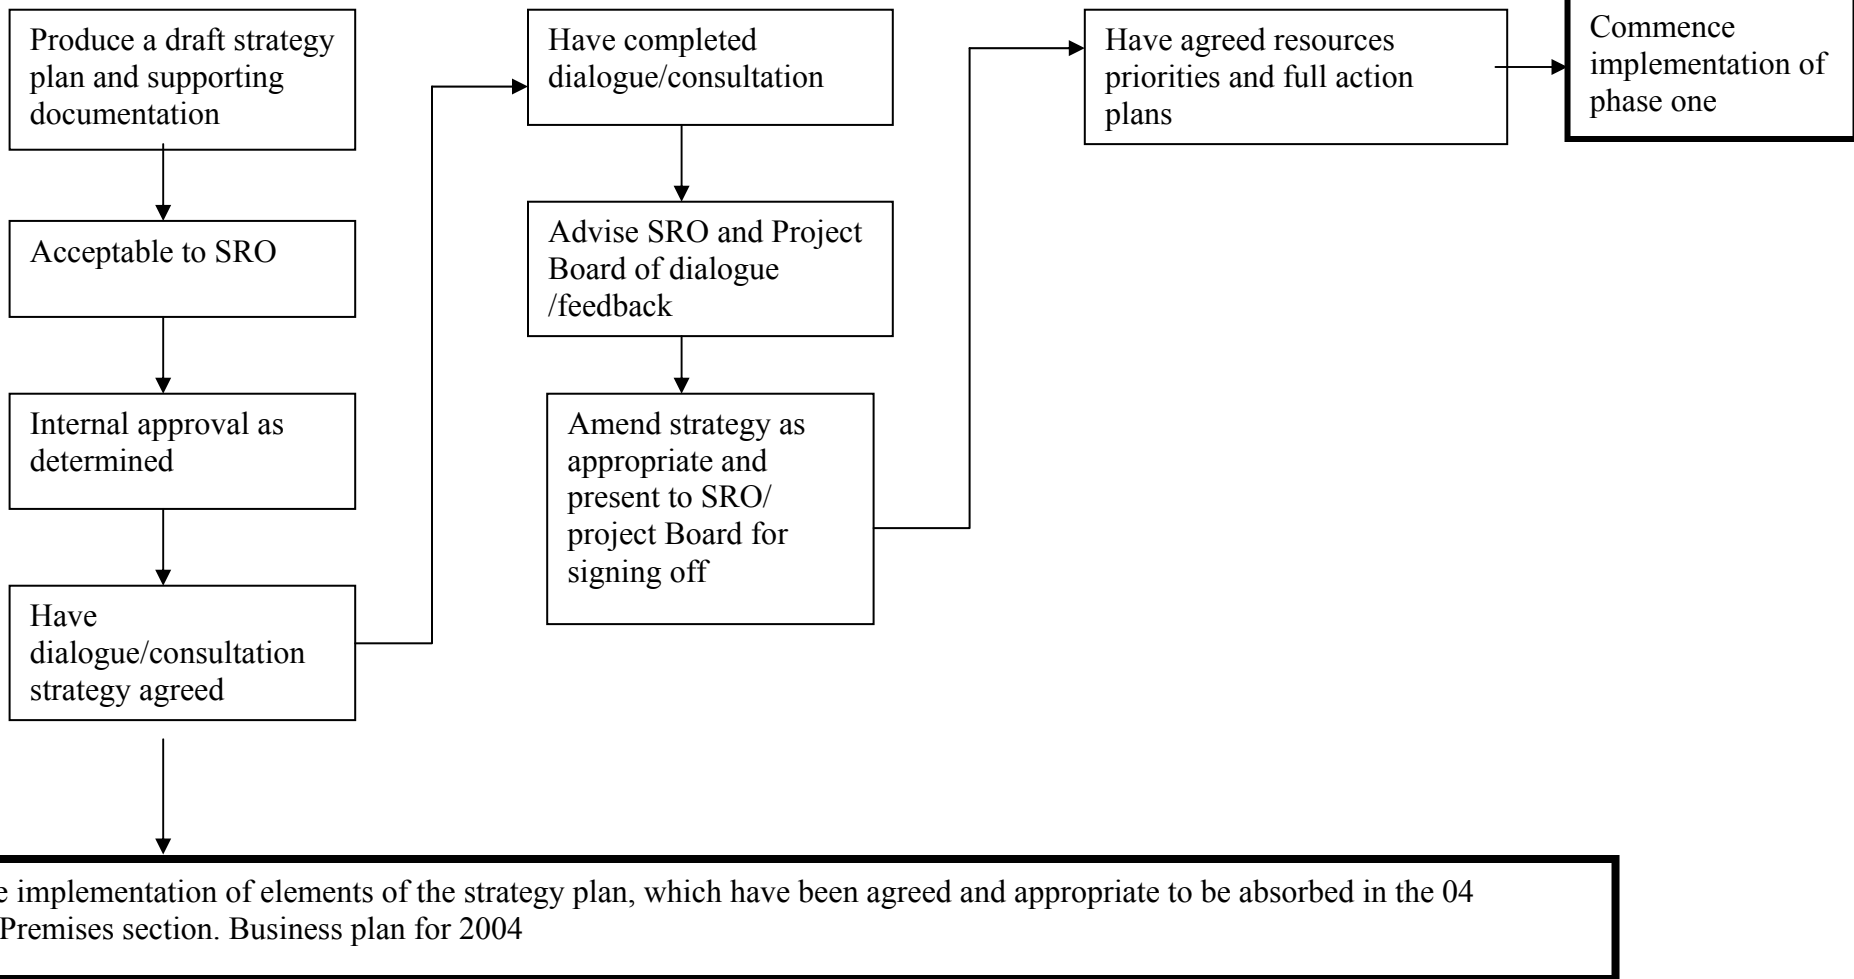 Produce a draft strategy
plan and supporting
documentation
Acceptable to SRO
Internal approval as
determined
Have
dialogue/consultation
strategy agreed
Have completed
dialogue/consultation
Advise SRO and Project
Board of dialogue
/feedback
Amend strategy as
appropriate and
present to SRO/
project Board for
signing off
Have agreed resources
priorities and full action
plans
Commence
implementation of
phase one
implementation of elements of the strategy plan, which have been agreed and appropriate to be absorbed in the 04
Premises section. Business plan for 2004